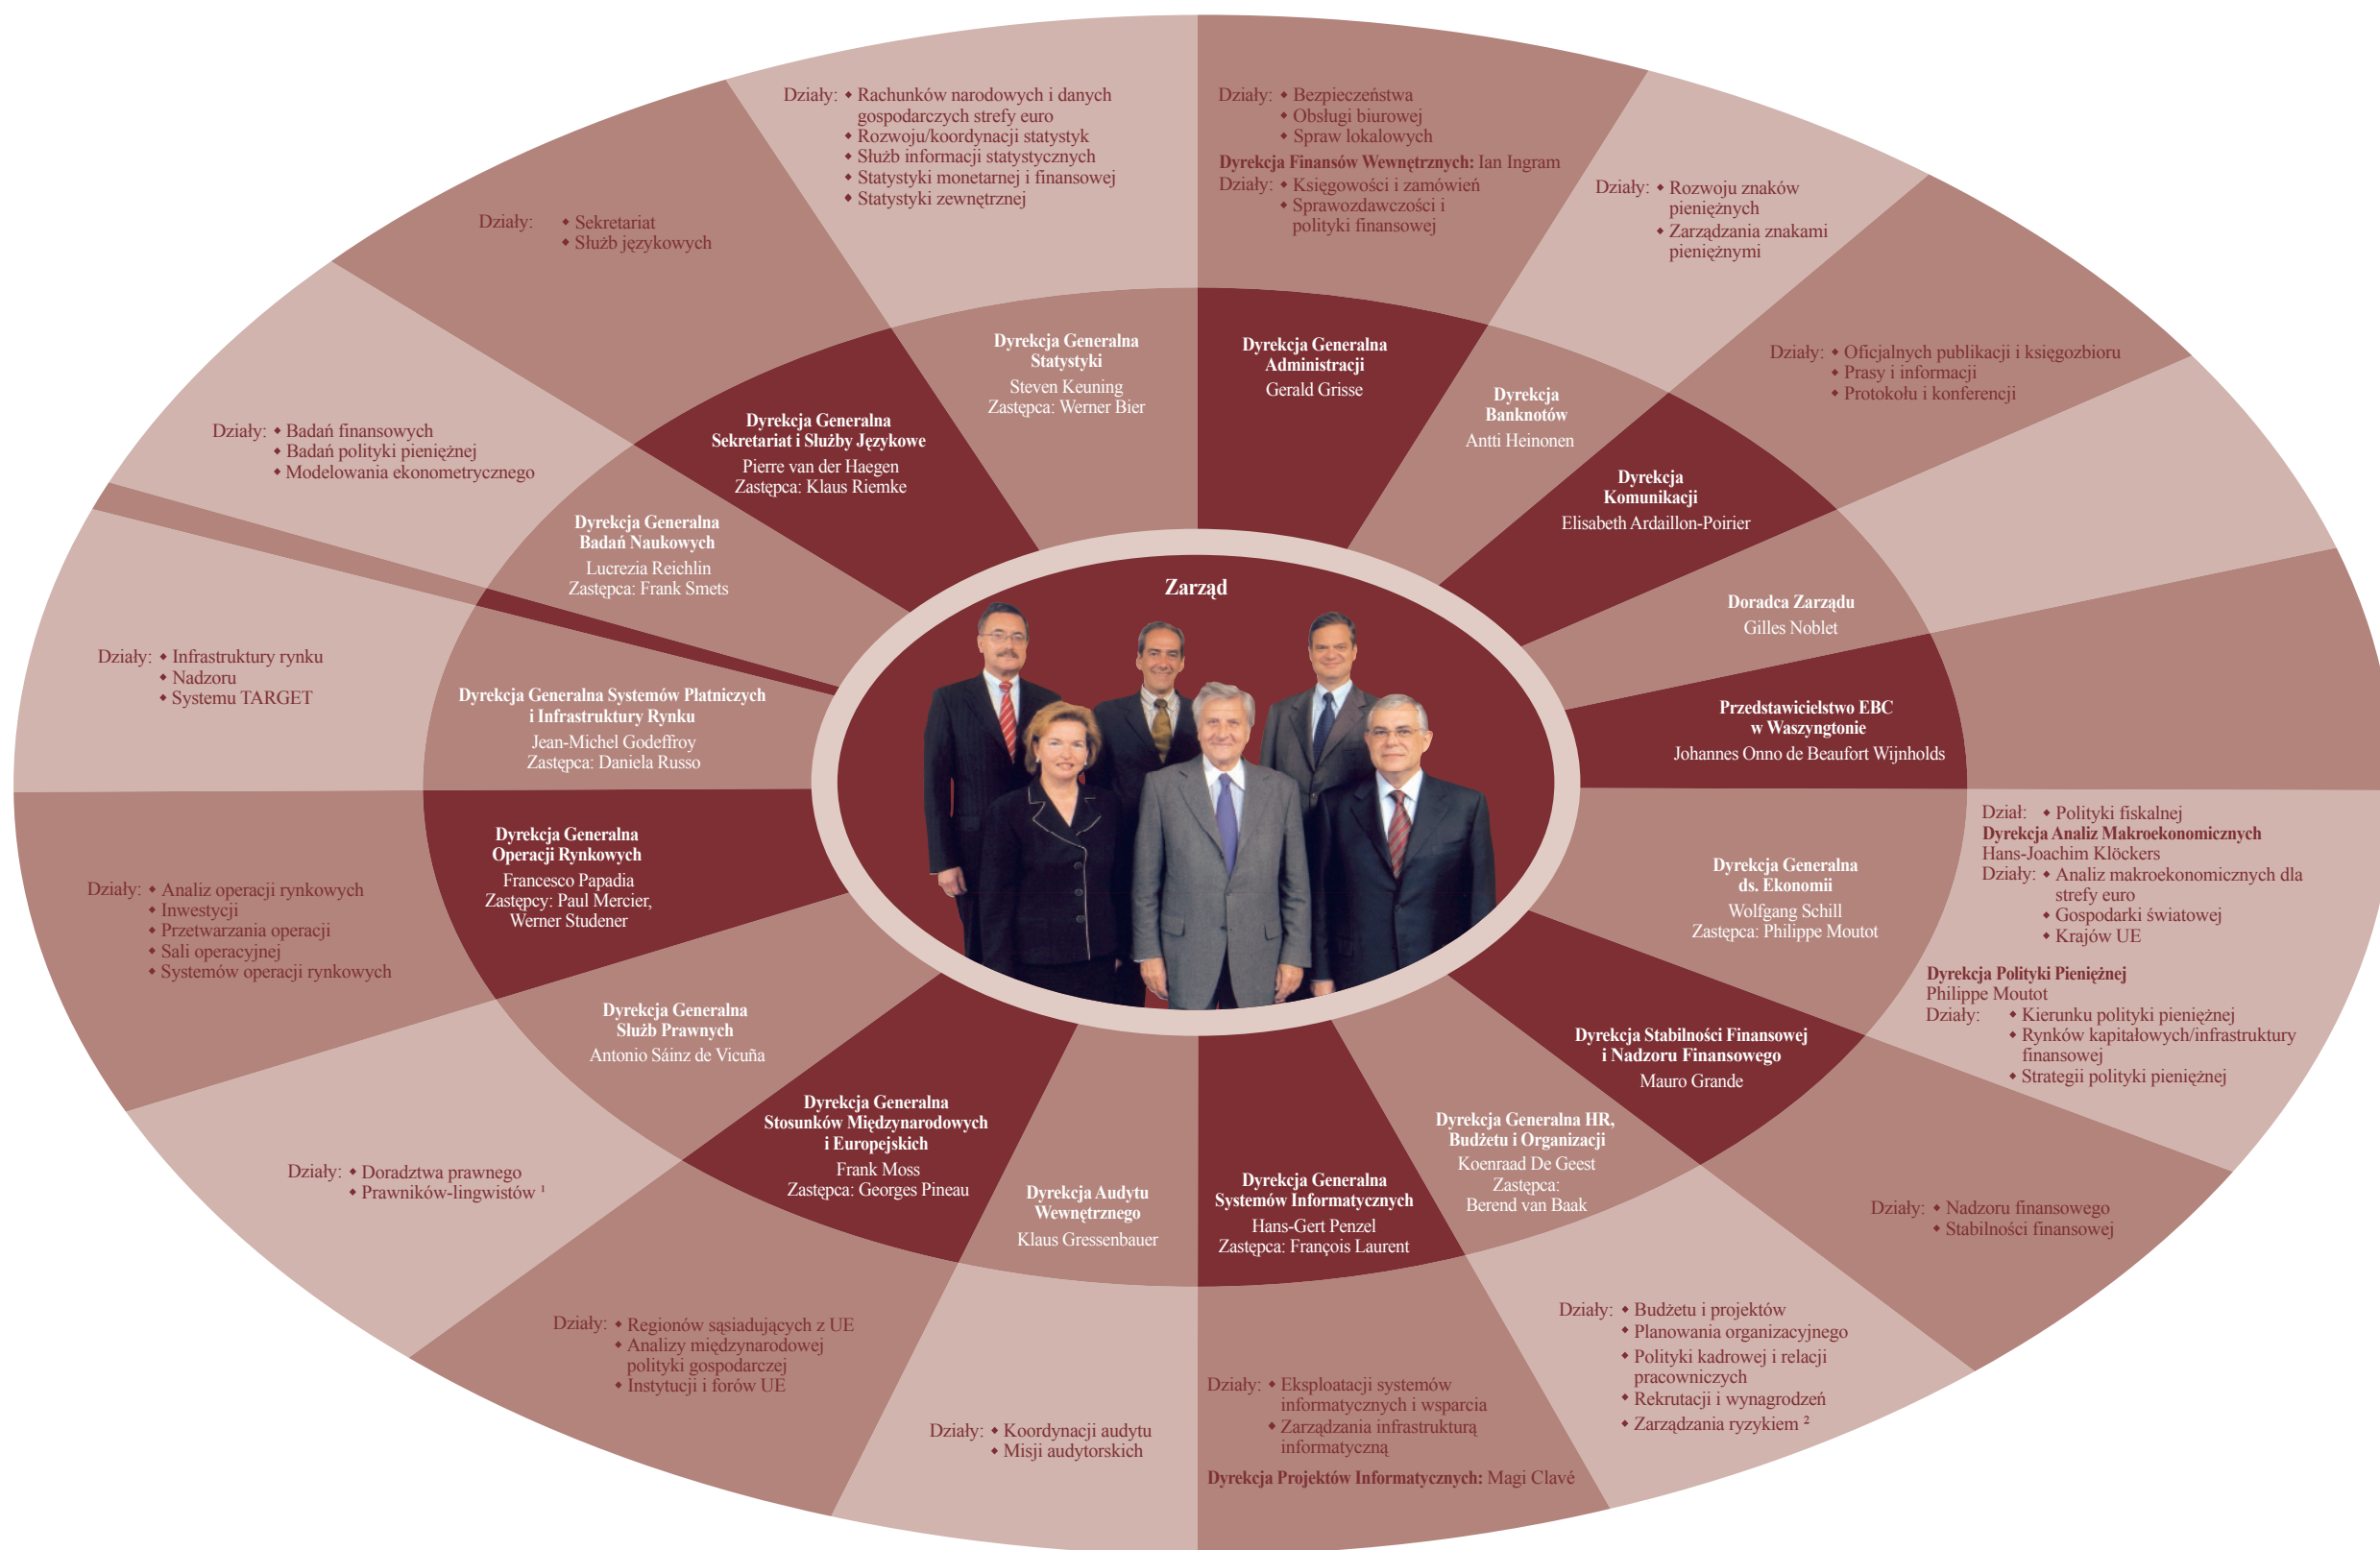 Zarząd
Działy: ◆ Bezpieczeństwa
◆ Obsługi biurowej
◆ Spraw lokalowych
Dyrekcja Finansów Wewnętrznych: Ian Ingram
Działy: ◆ Księgowości i zamówień
◆ Sprawozdawczości i
polityki finansowej
Dyrekcja Generalna
Administracji
Gerald Grisse
Działy: ◆ Rozwoju znaków
pieniężnych
◆ Zarządzania znakami
pieniężnymi
Dyrekcja
Banknotów
Antti Heinonen
Działy: ◆ Oficjalnych publikacji i księgozbioru
◆ Prasy i informacji
◆ Protokołu i konferencji
Dyrekcja
Komunikacji
Elisabeth Ardaillon-Poirier
Doradca Zarządu
Gilles Noblet
Przedstawicielstwo EBC
w Waszyngtonie
Johannes Onno de Beaufort Wijnholds
Dyrekcja Generalna
ds. Ekonomii
Wolfgang Schill
Zastępca: Philippe Moutot
Dział: ◆ Polityki fiskalnej
Dyrekcja Analiz Makroekonomicznych
Hans-Joachim Klöckers
Działy: ◆ Analiz makroekonomicznych dla
strefy euro
◆ Gospodarki światowej
◆ Krajów UE
Dyrekcja Polityki Pieniężnej
Philippe Moutot
Działy: ◆ Kierunku polityki pieniężnej
◆ Rynków kapitałowych/infrastruktury
finansowej
◆ Strategii polityki pieniężnej
Dyrekcja Stabilności Finansowej
i Nadzoru Finansowego
Mauro Grande
Działy: ◆ Nadzoru finansowego
◆ Stabilności finansowej
Dyrekcja Generalna HR,
Budżetu i Organizacji
Koenraad De Geest
Zastępca:
Berend van Baak
Działy: ◆ Budżetu i projektów
◆ Planowania organizacyjnego
◆ Polityki kadrowej i relacji
pracowniczych
◆ Rekrutacji i wynagrodzeń
◆ Zarządzania ryzykiem ²
Dyrekcja Generalna
Systemów Informatycznych
Hans-Gert Penzel
Zastępca: François Laurent
Działy: ◆ Eksploatacji systemów
informatycznych i wsparcia
◆ Zarządzania infrastrukturą
informatyczną
Dyrekcja Projektów Informatycznych: Magi Clavé
Dyrekcja Audytu
Wewnętrznego
Klaus Gressenbauer
Działy: ◆ Koordynacji audytu
◆ Misji audytorskich
Dyrekcja Generalna
Stosunków Międzynarodowych
i Europejskich
Frank Moss
Zastępca: Georges Pineau
Działy: ◆ Regionów sąsiadujących z UE
◆ Analizy międzynarodowej
polityki gospodarczej
◆ Instytucji i forów UE
Dyrekcja Generalna
Służb Prawnych
Antonio Sáinz de Vicuña
Działy: ◆ Doradztwa prawnego
◆ Prawników-lingwistów ¹
Dyrekcja Generalna
Operacji Rynkowych
Francesco Papadia
Zastępcy: Paul Mercier,
Werner Studener
Działy: ◆ Analiz operacji rynkowych
◆ Inwestycji
◆ Przetwarzania operacji
◆ Sali operacyjnej
◆ Systemów operacji rynkowych
Dyrekcja Generalna Systemów Płatniczych
i Infrastruktury Rynku
Jean-Michel Godeffroy
Zastępca: Daniela Russo
Działy: ◆ Infrastruktury rynku
◆ Nadzoru
◆ Systemu TARGET
Dyrekcja Generalna
Badań Naukowych
Lucrezia Reichlin
Zastępca: Frank Smets
Działy: ◆ Badań finansowych
◆ Badań polityki pieniężnej
◆ Modelowania ekonometrycznego
Dyrekcja Generalna
Sekretariat i Służby Językowe
Pierre van der Haegen
Zastępca: Klaus Riemke
Działy: ◆ Sekretariat
◆ Służb językowych
Dyrekcja Generalna
Statystyki
Steven Keuning
Zastępca: Werner Bier
Działy: ◆ Rachunków narodowych i danych
gospodarczych strefy euro
◆ Rozwoju/koordynacji statystyk
◆ Służb informacji statystycznych
◆ Statystyki monetarnej i finansowej
◆ Statystyki zewnętrznej